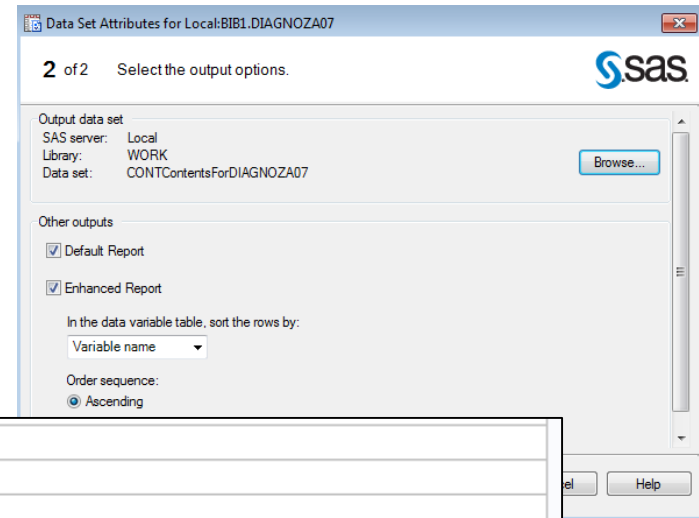 Data Set Attributes for Local:BIB1.DIAGNOZA07
2 of 2 Select the output options.
sas
Output data set
SAS server: Local
Library: WORK
Data set: CONTContentsForDIAGNOZA07
Browse...
Other outputs
Default Report
Enhanced Report
In the data variable table, sort the rows by:
Variable name
Order sequence:
Ascending
Help